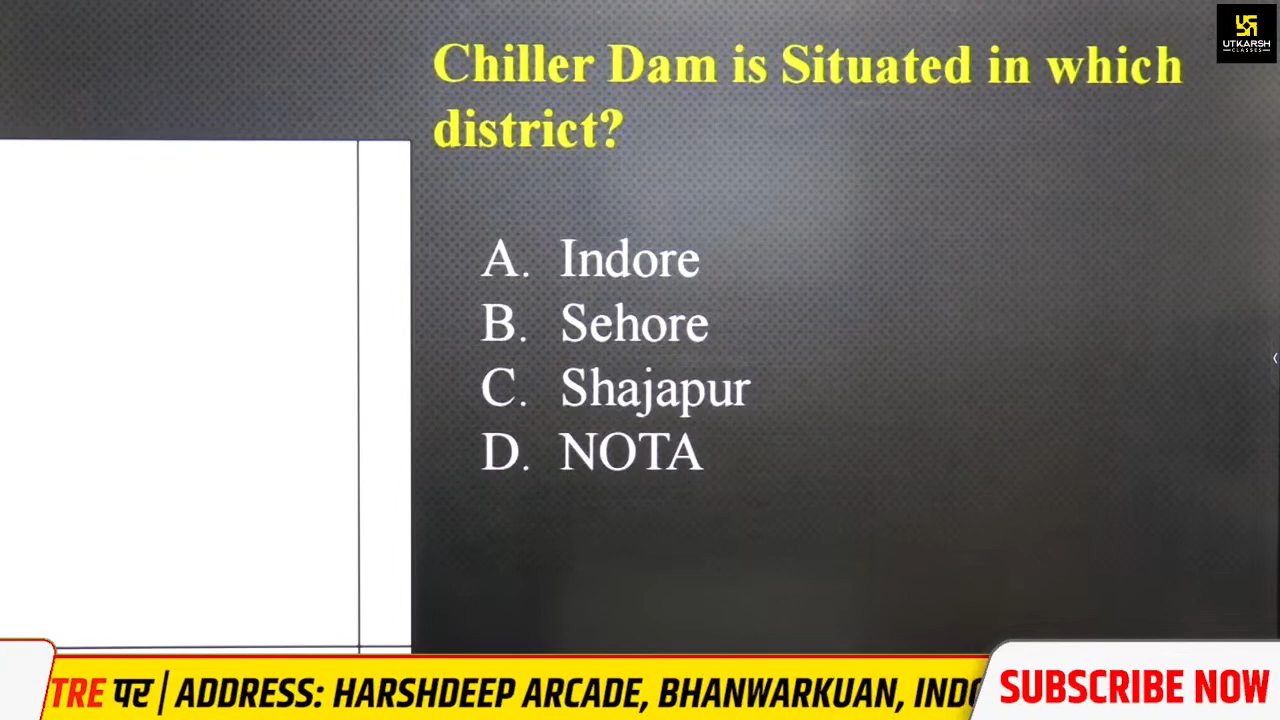 Chiller Dam is Situated in which
district?
A. Indore
B. Sehore
C. Shajapur
D. NOTA
UTKARSH
CLASSES
TRE पर | ADDRESS: HARSHDEEP ARCADE, BHANWARKUAN, INDO
SUBSCRIBE NOW